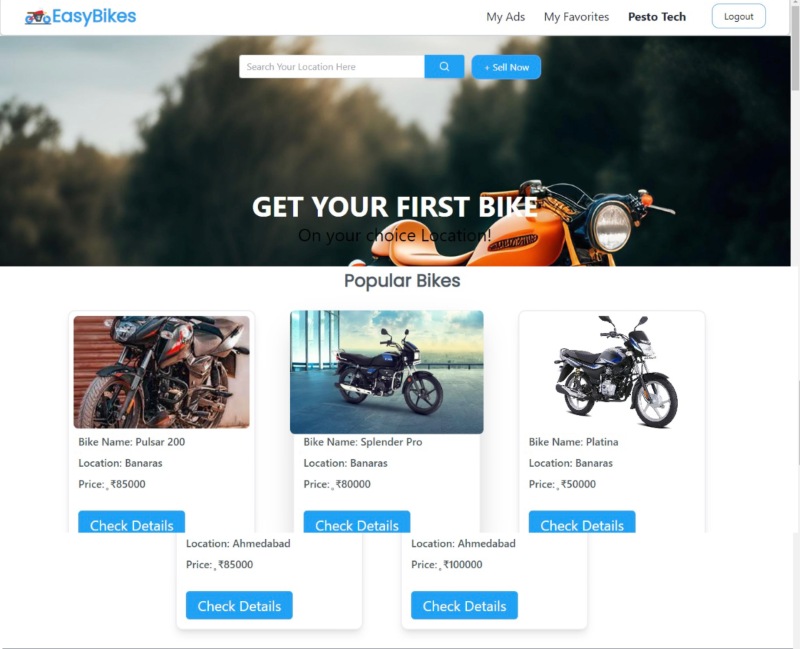 EasyBikes
My Ads My Favorites Pesto Tech Logout
Search Your Location Here + Sell Now
GET YOUR FIRST BIKE
On your choice Location!
Popular Bikes
Bike Name: Pulsar 200
Location: Banaras
Price: ₹85000
Check Details
Bike Name: Splender Pro
Location: Banaras
Price: ₹80000
Check Details
Bike Name: Platina
Location: Banaras
Price: ₹50000
Check Details
Location: Ahmedabad
Price: ₹85000
Check Details
Location: Ahmedabad
Price: ₹100000
Check Details